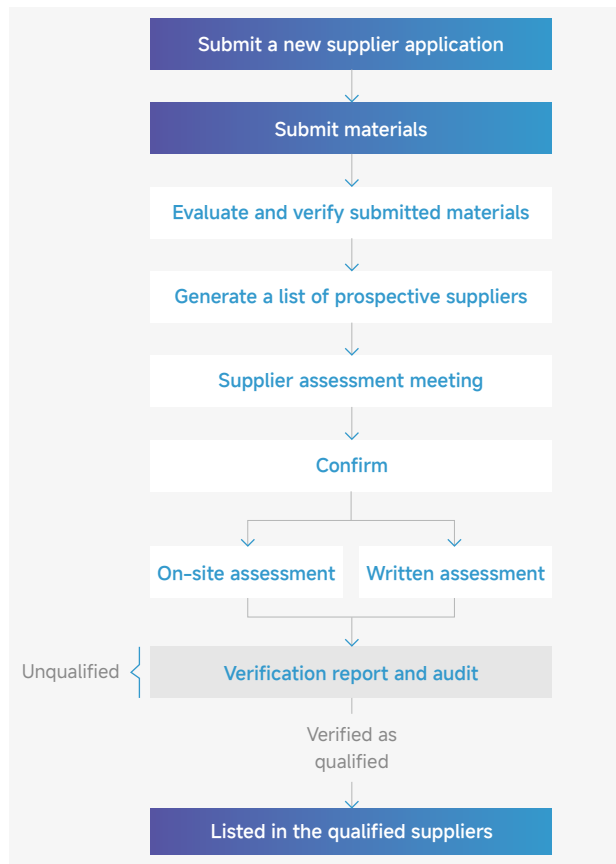 Submit a new supplier application
Submit materials
Evaluate and verify submitted materials
Generate a list of prospective suppliers
Supplier assessment meeting
Confirm
On-site assessment
Written assessment
Unqualified
Verification report and audit
Verified as
qualified
Listed in the qualified suppliers